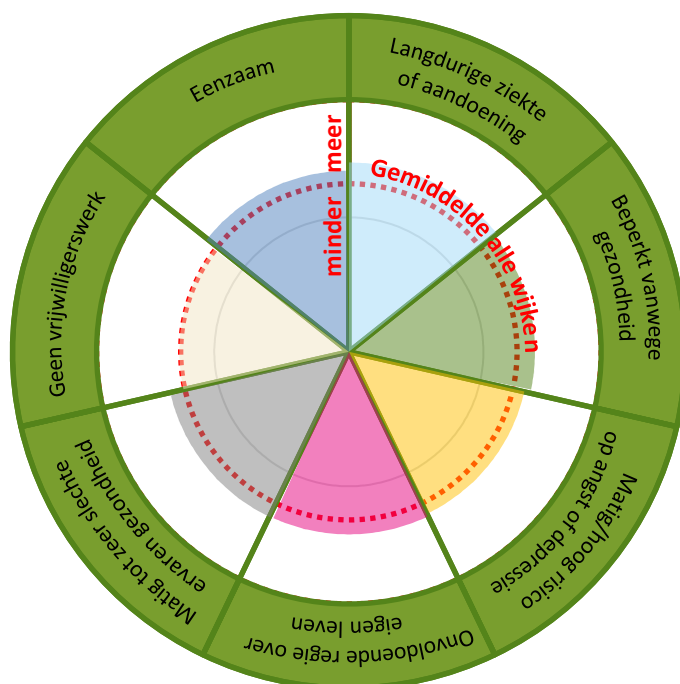 Eenzaam
Langdurige ziekte
of aandoening
Beperkt vanwege
gezondheid
Matig/hoog risico
op angst of depressie
Onvoldoende regie over
eigen leven
Matig tot zeer slechte
ervaren gezondheid
Geen vrijwilligerswerk
meer
minder
Gemiddelde alle wijken